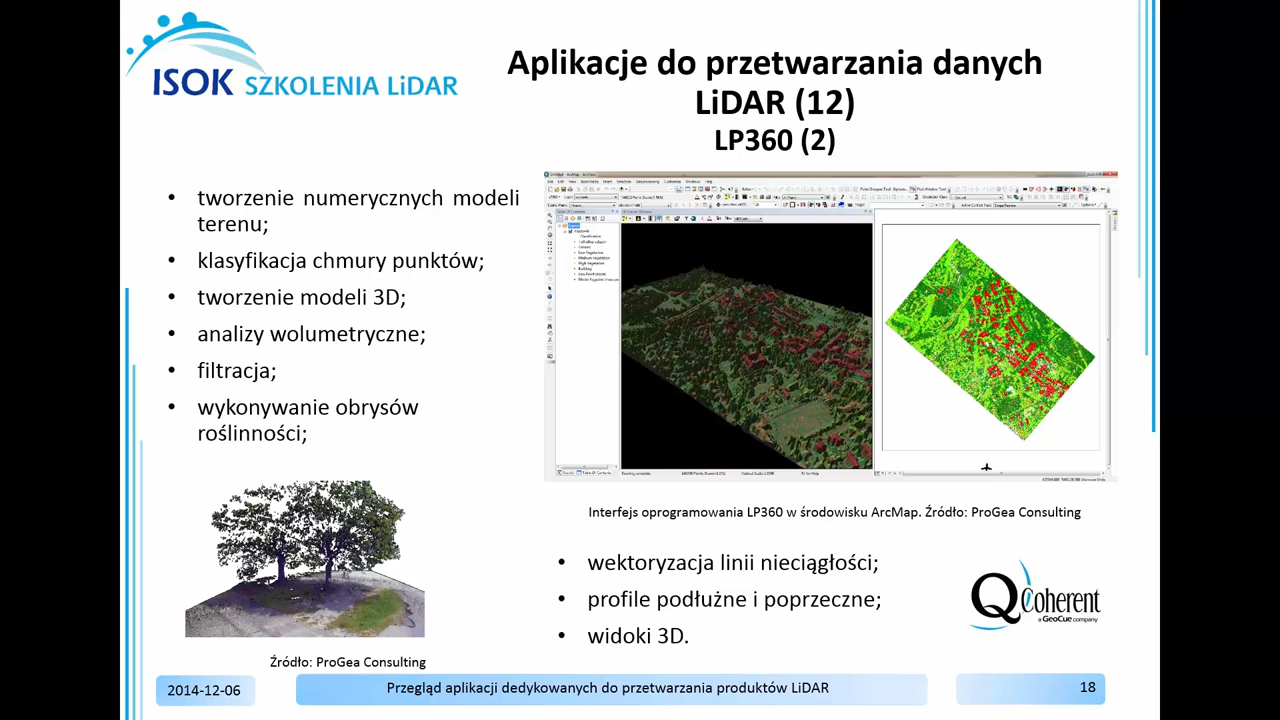 ISOK SZKOLENIA LiDAR
Aplikacje do przetwarzania danych
LiDAR (12)
LP360 (2)
• tworzenie numerycznych modeli
terenu;
• klasyfikacja chmury punktów;
• tworzenie modeli 3D;
• analizy wolumetryczne;
• filtracja;
• wykonywanie obrysów
roślinności;
Źródło: ProGea Consulting
Interfejs oprogramowania LP360 w środowisku ArcMap. Źródło: ProGea Consulting
• wektoryzacja linii nieciągłości;
• profile podłużne i poprzeczne;
• widoki 3D.
QCoherent
a GeoCue company
2014-12-06
Przegląd aplikacji dedykowanych do przetwarzania produktów LiDAR
18